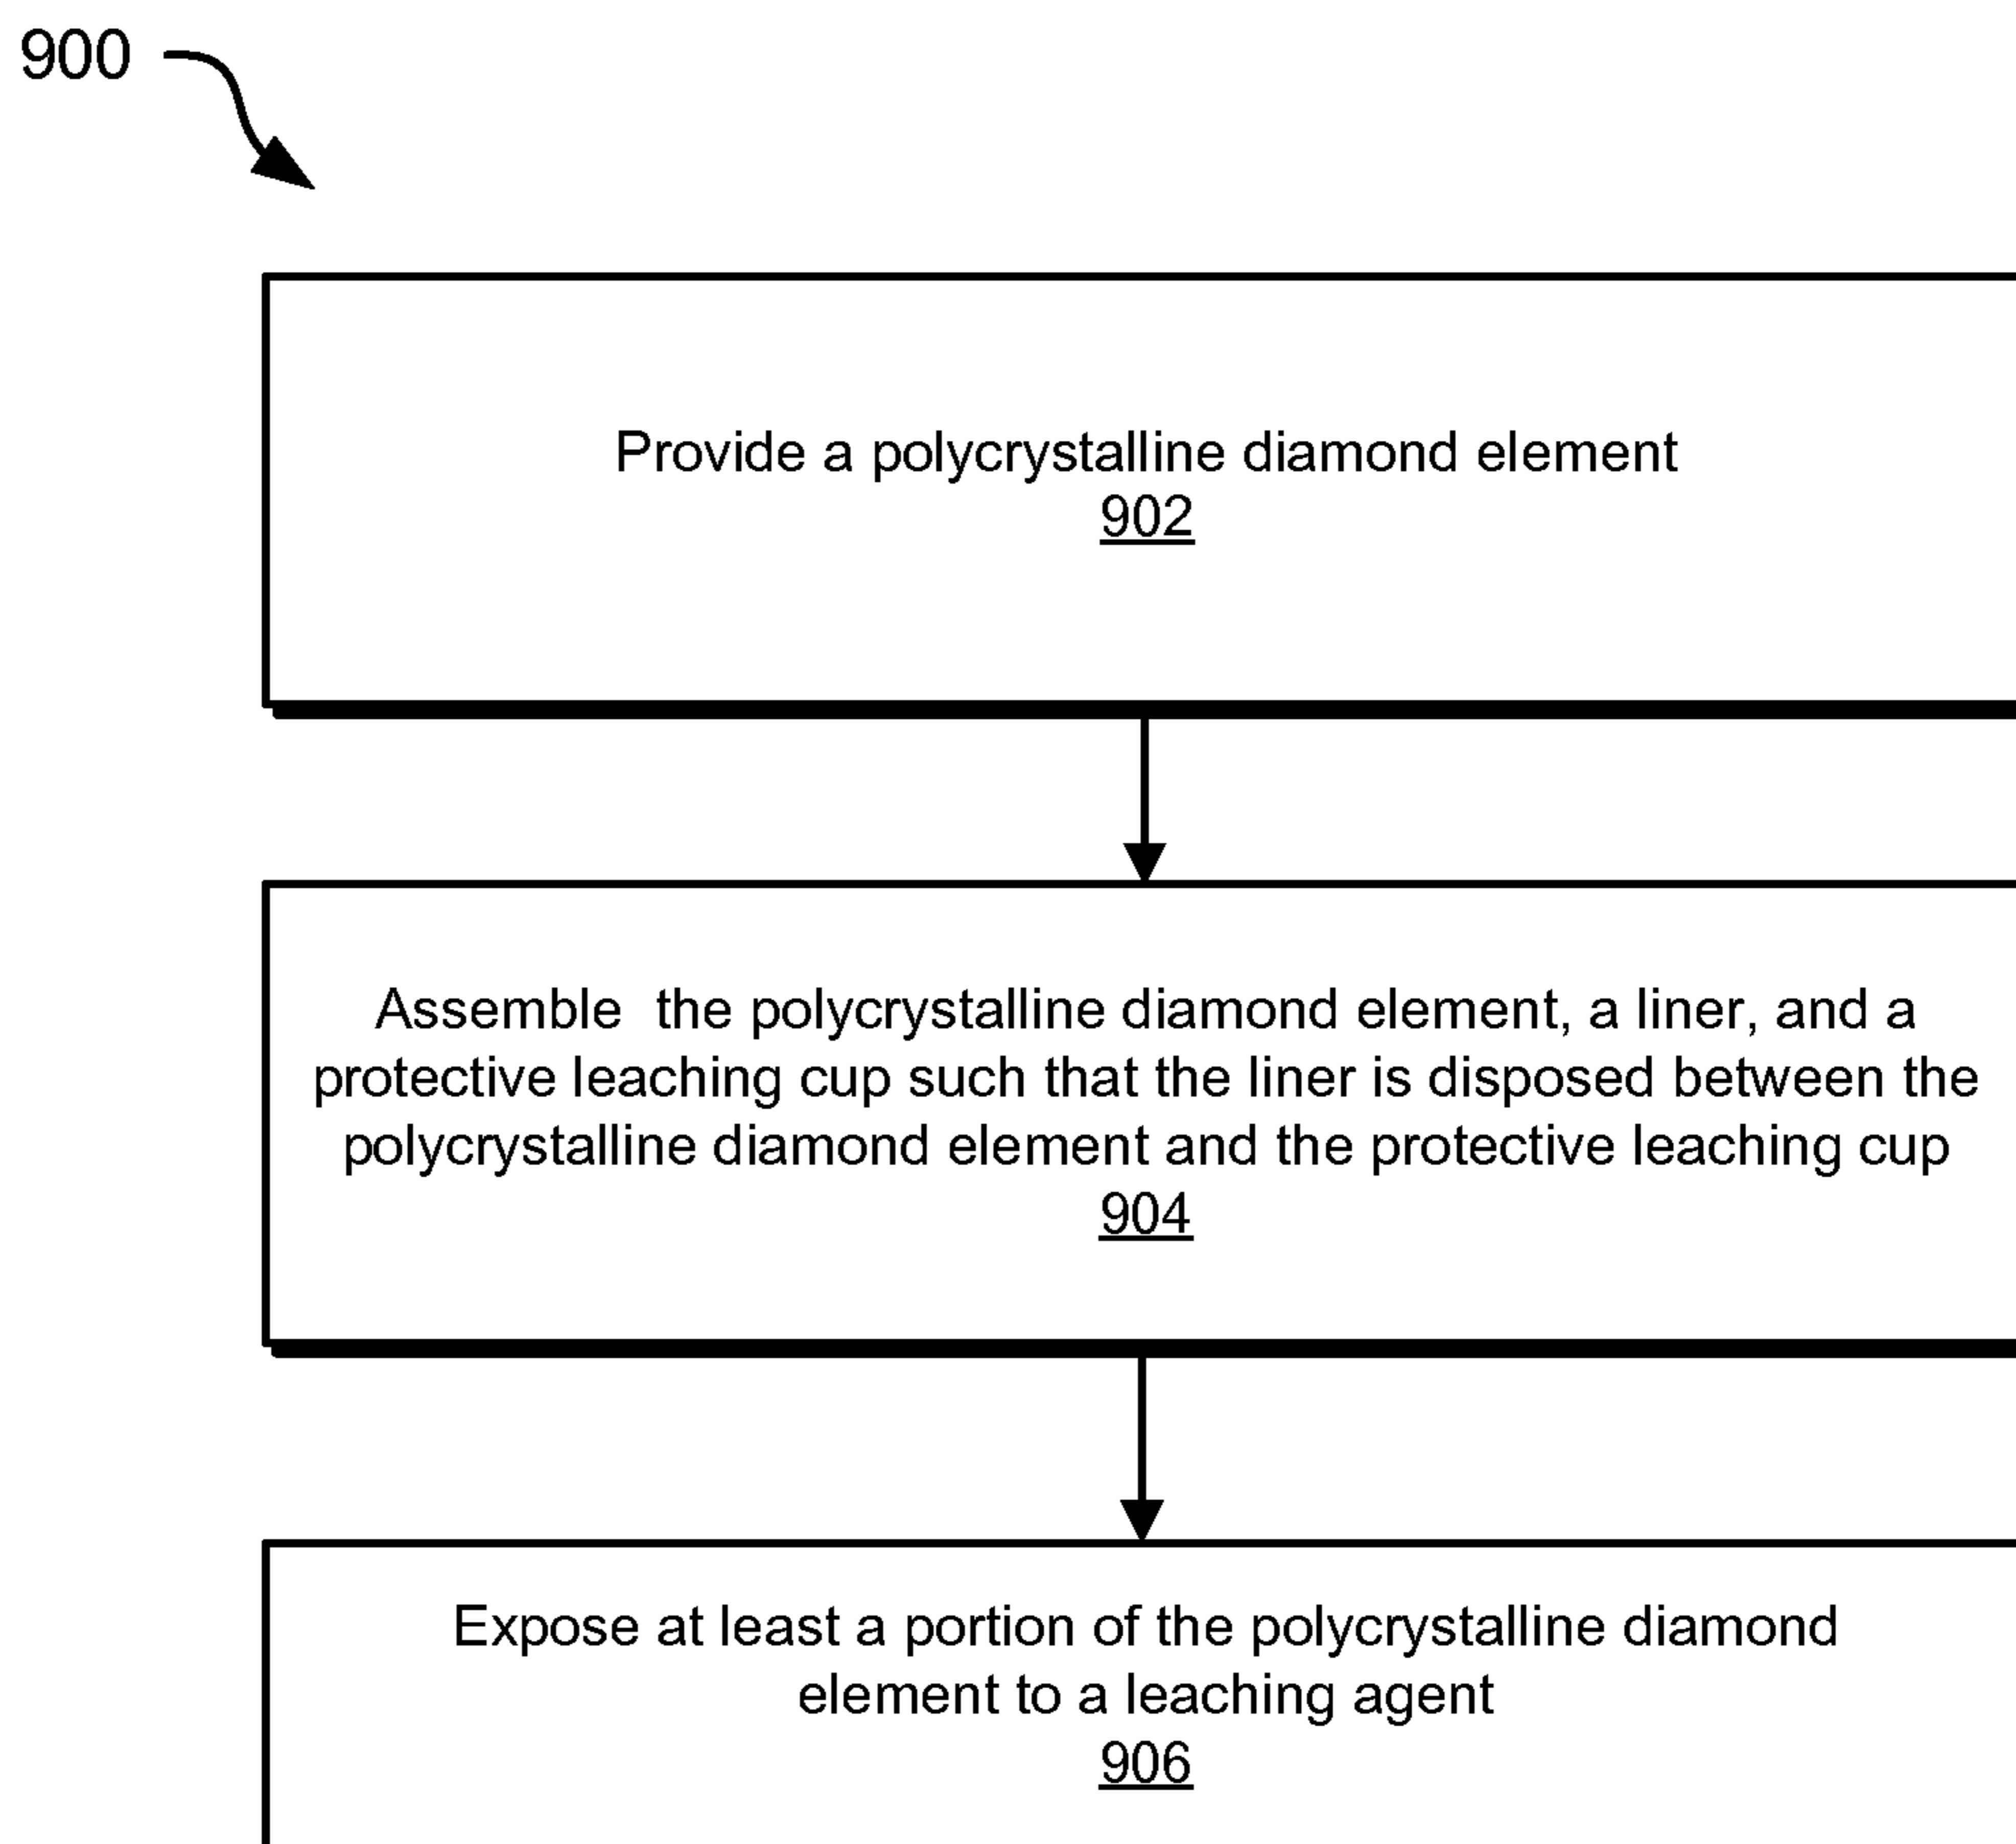 900
Provide a polycrystalline diamond element
902
Assemble  the polycrystalline diamond element, a liner, and a
protective leaching cup such that the liner is disposed between the
polycrystalline diamond element and the protective leaching cup
904
Expose at least a portion of the polycrystalline diamond
element to a leaching agent
906